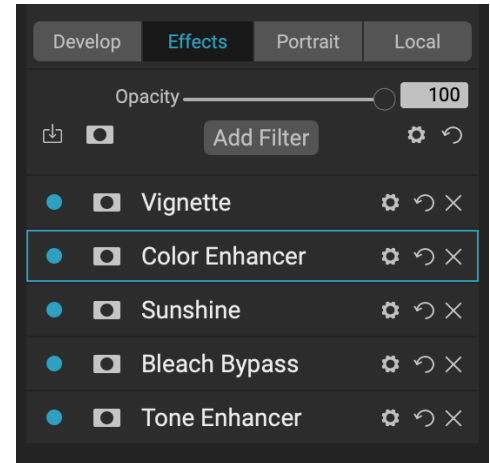 Develop Effects Portrait Local
Opacity 100
Add Filter
Vignette
Color Enhancer
Sunshine
Bleach Bypass
Tone Enhancer